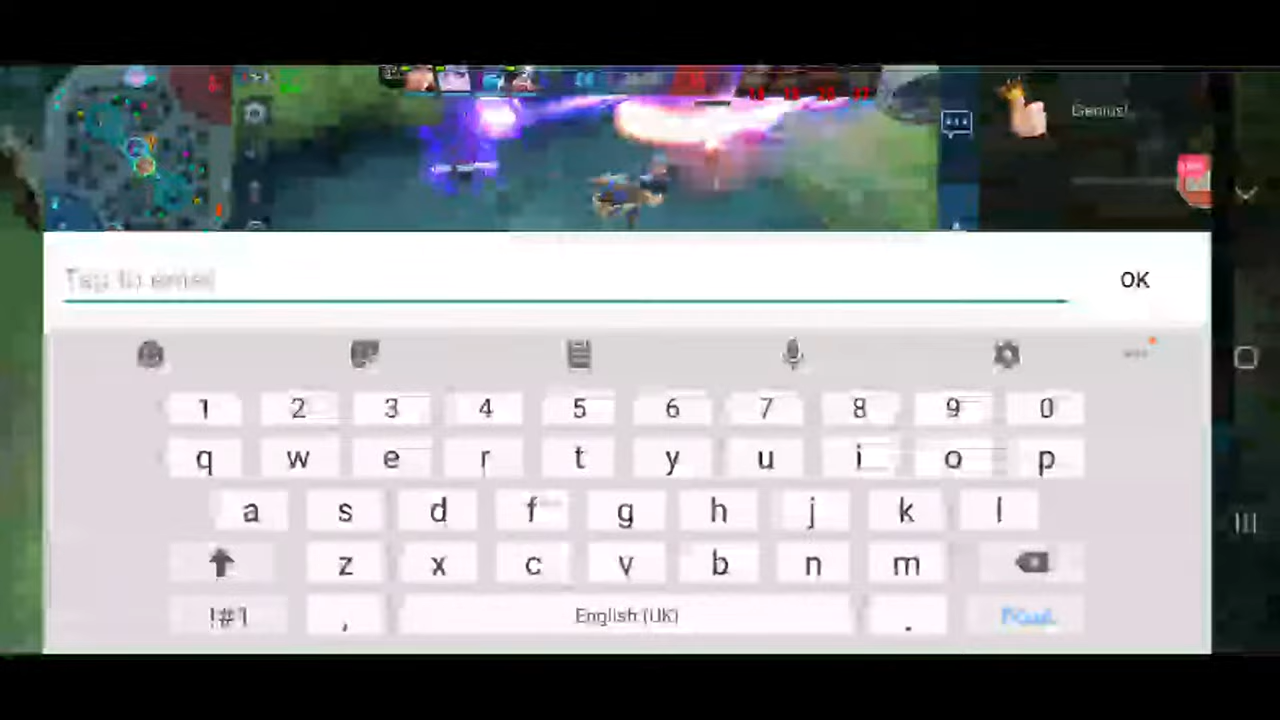 Genius!
Tap to enter
OK
1 2 3 4 5 6 7 8 9 0
q w e r t y u i o p
a s d f g h j k l
z x c v b n m
!#1 , English (UK) .